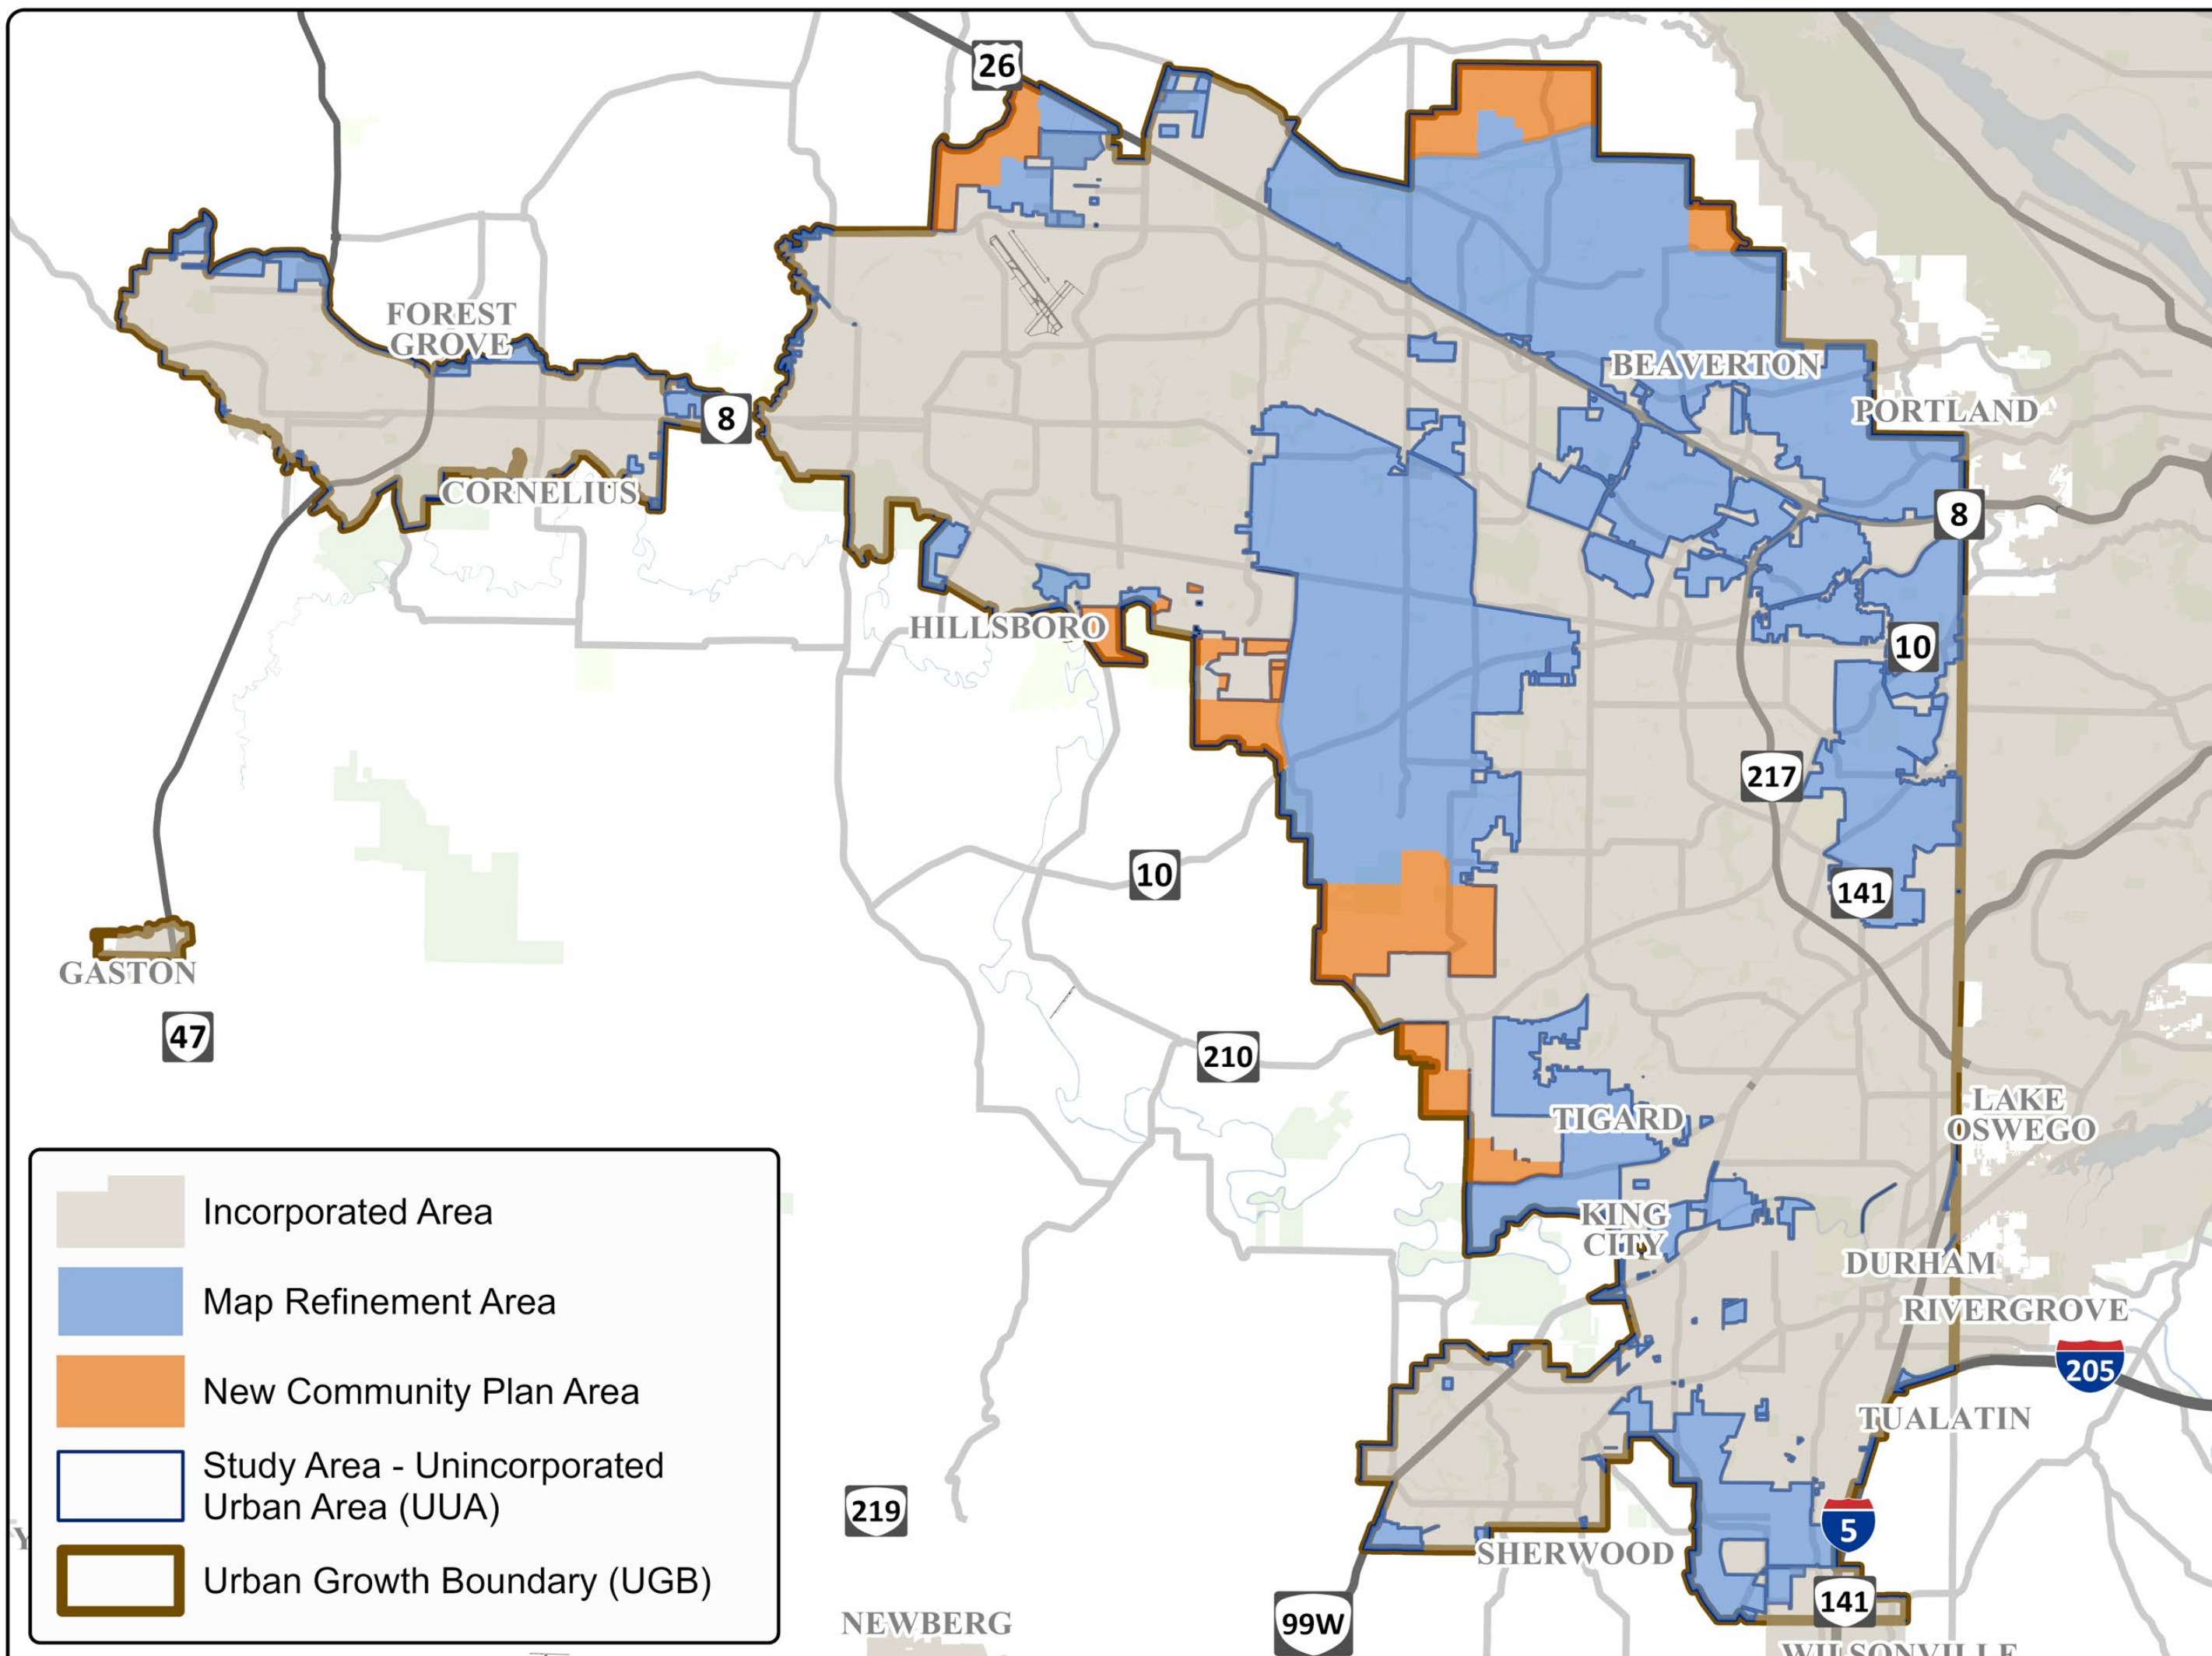 26
FOREST
GROVE
BEAVERTON
8
PORTLAND
CORNELIUS
8
HILLSBORO
10
217
10
141
GASTON
47
210
LAKE
OSWEGO
TIGARD
KING
CITY
DURHAM
RIVERGROVE
205
TUALATIN
219
5
SHERWOOD
141
NEWBERG
99W
WILSONVILLE
Y
Incorporated Area
Map Refinement Area
New Community Plan Area
Study Area - Unincorporated
Urban Area (UUA)
Urban Growth Boundary (UGB)